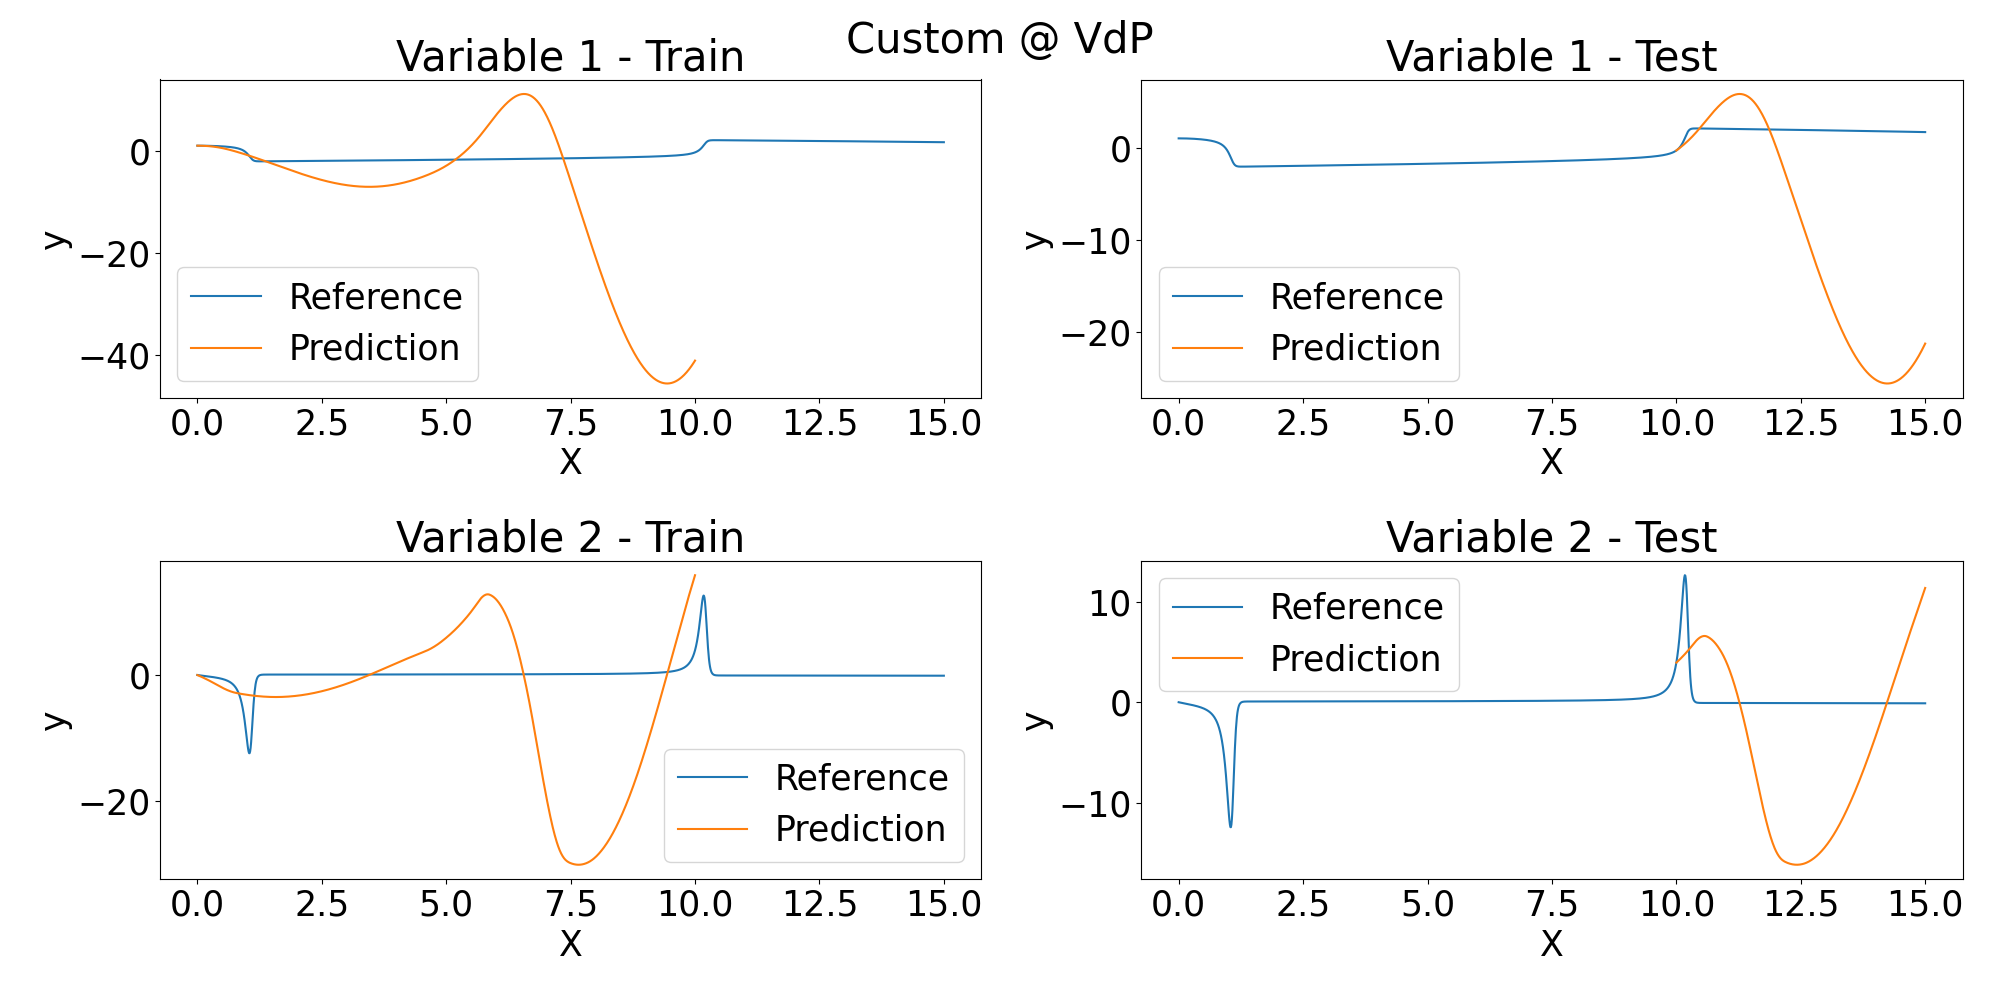 Custom @ VdP
Variable 1 - Train
0
−20
−40
y
Reference
Prediction
0.0 2.5 5.0 7.5 10.0 12.5 15.0
X
Variable 1 - Test
0
−10
−20
y
Reference
Prediction
0.0 2.5 5.0 7.5 10.0 12.5 15.0
X
Variable 2 - Train
0
−20
y
Reference
Prediction
0.0 2.5 5.0 7.5 10.0 12.5 15.0
X
Variable 2 - Test
10
0
−10
y
Reference
Prediction
0.0 2.5 5.0 7.5 10.0 12.5 15.0
X